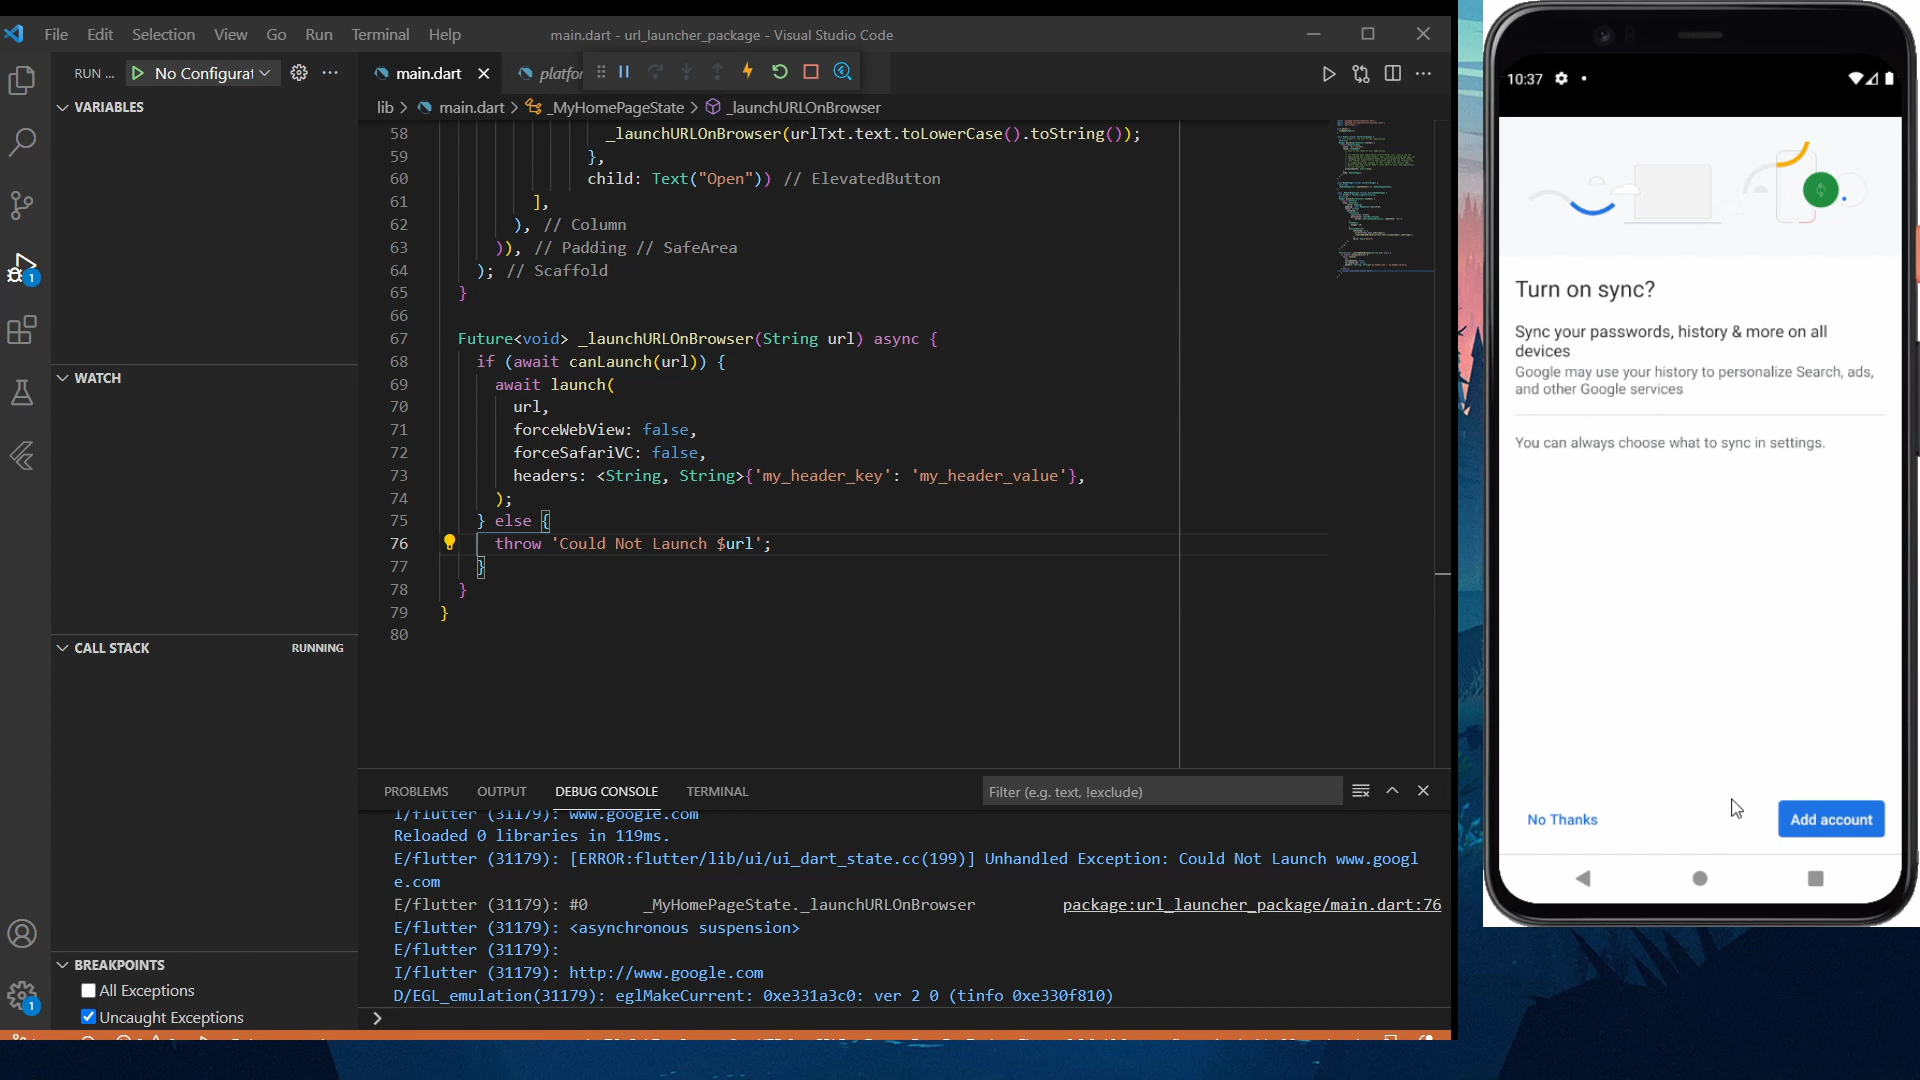 File Edit Selection View Go Run Terminal Help
main.dart - url_launcher_package - Visual Studio Code
RUN ... No Configurat
main.dart
platfor
lib > main.dart > _MyHomePageState > _launchURLOnBrowser
VARIABLES
WATCH
CALL STACK RUNNING
BREAKPOINTS
All Exceptions
Uncaught Exceptions
1
1
58 _launchURLOnBrowser(urlTxt.text.toLowerCase().toString());
59 },
60 child: Text("Open")) // ElevatedButton
61 ],
62 ), // Column
63 )), // Padding // SafeArea
64 ); // Scaffold
65 }
66
67 Future<void> _launchURLOnBrowser(String url) async {
68 if (await canLaunch(url)) {
69 await launch(
70 url,
71 forceWebView: false,
72 forceSafariVC: false,
73 headers: <String, String>{'my_header_key': 'my_header_value'},
74 );
75 } else {
76 throw 'Could Not Launch $url';
77 }
78 }
79 }
80
PROBLEMS OUTPUT DEBUG CONSOLE TERMINAL
Filter (e.g. text, !exclude)
I/flutter (31179): www.google.com
Reloaded 0 libraries in 119ms.
E/flutter (31179): [ERROR:flutter/lib/ui/ui_dart_state.cc(199)] Unhandled Exception: Could Not Launch www.googl
e.com
E/flutter (31179): #0 _MyHomePageState._launchURLOnBrowser package:url_launcher_package/main.dart:76
E/flutter (31179): <asynchronous suspension>
E/flutter (31179):
I/flutter (31179): http://www.google.com
D/EGL_emulation(31179): eglMakeCurrent: 0xe331a3c0: ver 2 0 (tinfo 0xe330f810)
10:37
Turn on sync?
Sync your passwords, history & more on all
devices
Google may use your history to personalize Search, ads,
and other Google services
You can always choose what to sync in settings.
No Thanks
Add account